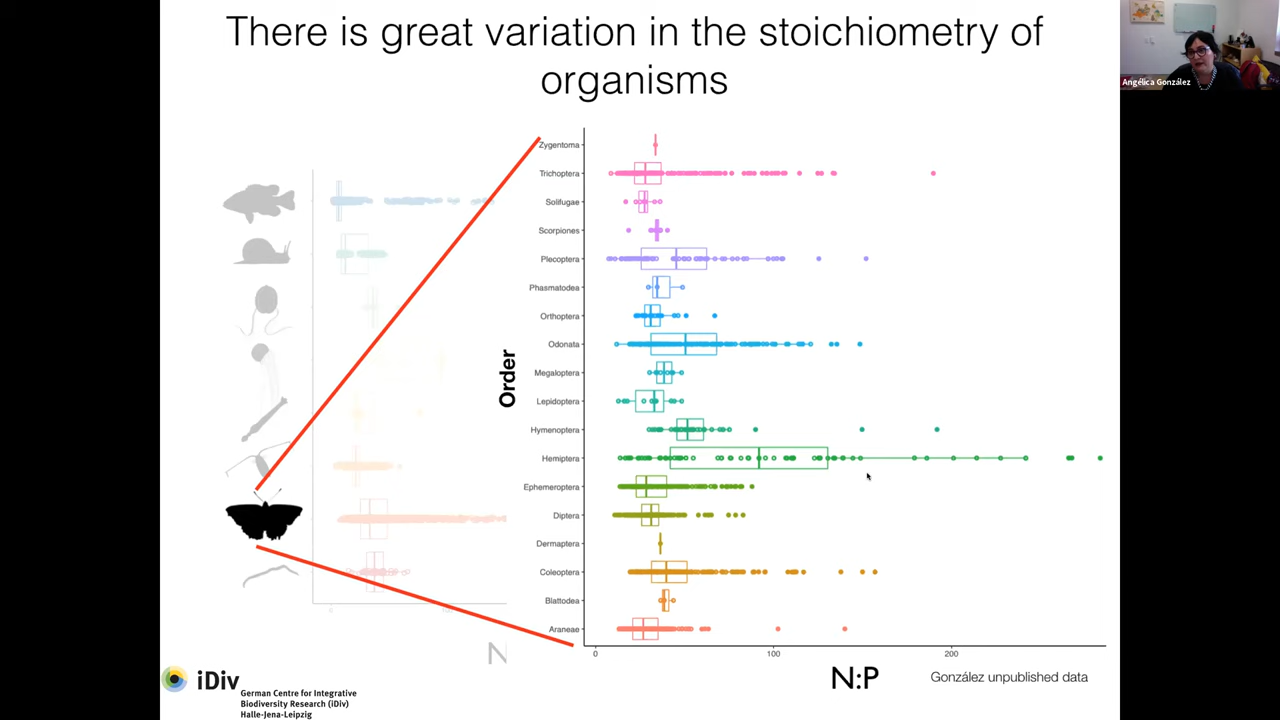 There is great variation in the stoichiometry of
organisms
Angélica González
Order
Zygentoma
Trichoptera
Solifugae
Scorpiones
Plecoptera
Phasmatodea
Orthoptera
Odonata
Megaloptera
Lepidoptera
Hymenoptera
Hemiptera
Ephemeroptera
Diptera
Dermaptera
Coleoptera
Blattodea
Araneae
0
100
200
N:P
N
González unpublished data
iDiv
German Centre for Integrative
Biodiversity Research (iDiv)
Halle-Jena-Leipzig